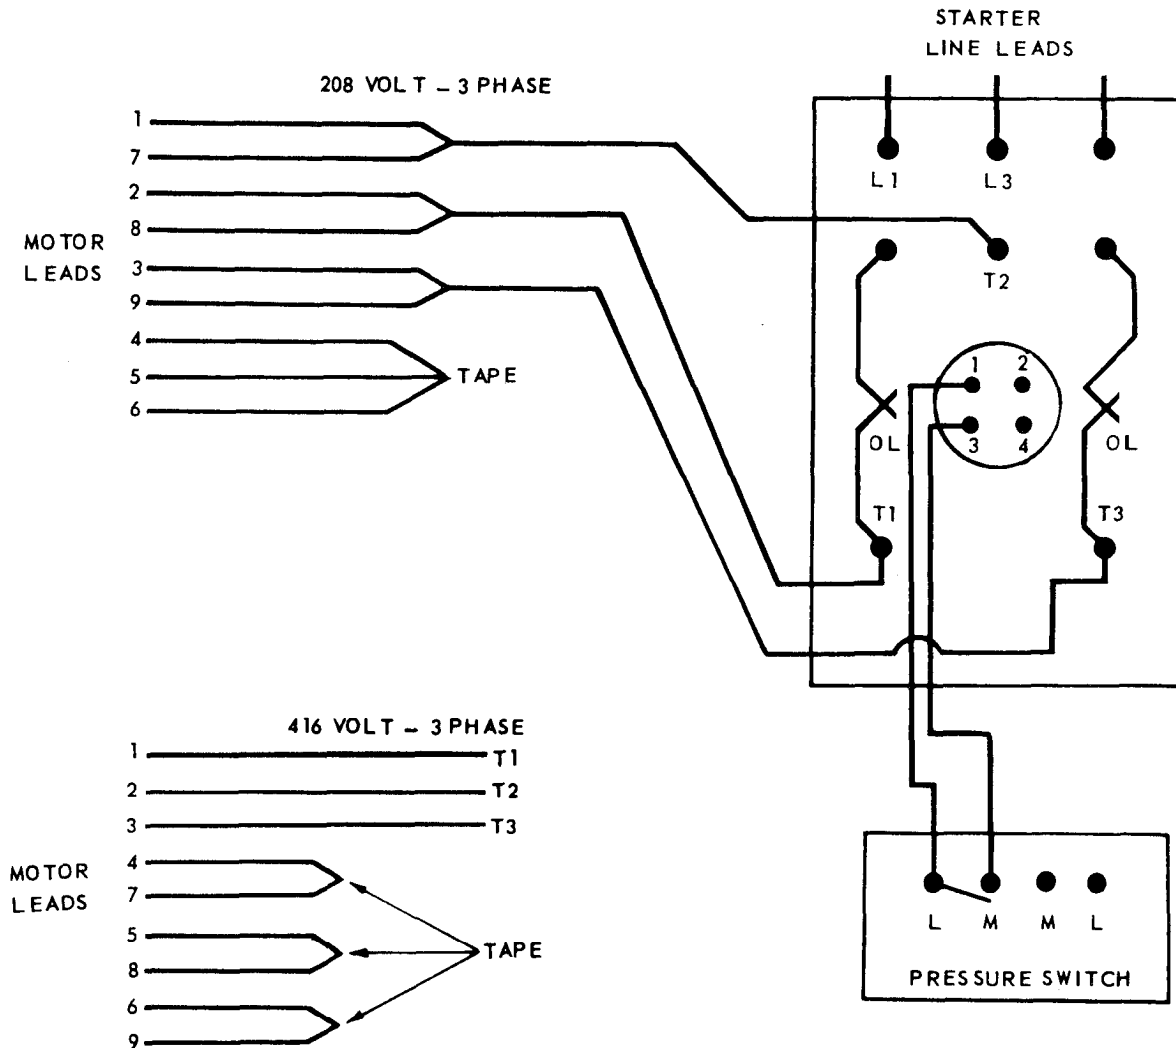 STARTER
LINE LEADS
208 VOLT – 3 PHASE
1
7
2
8
MOTOR
LEADS
3
9
4
5
6
TAPE
L1
L3
T2
1
2
3
4
OL
OL
T1
T3
416 VOLT – 3 PHASE
1
T1
2
T2
3
T3
MOTOR
LEADS
4
7
5
8
6
9
TAPE
L
M
M
L
PRESSURE SWITCH